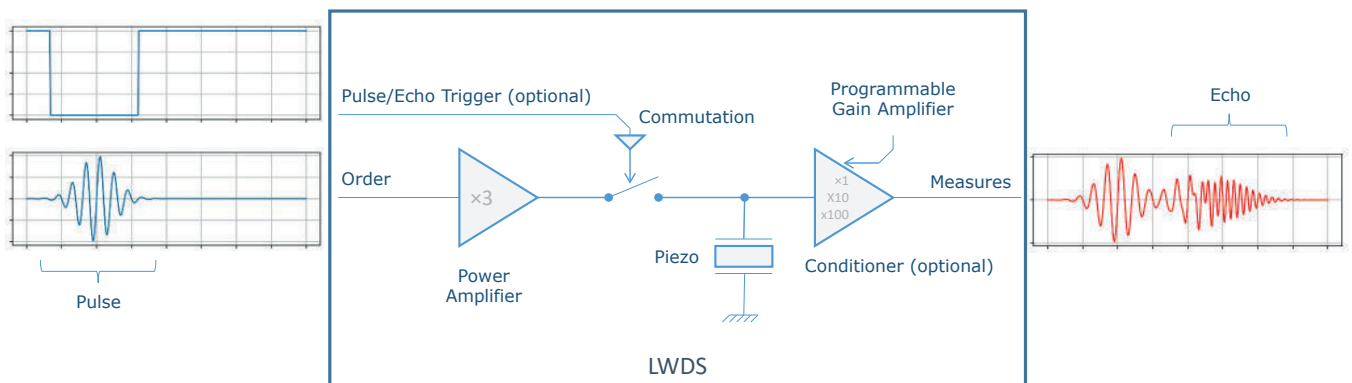 Pulse/Echo Trigger (optional)
Commutation
Programmable
Gain Amplifier
Echo
Order
×3
×1
X10
x100
Measures
Piezo
Conditioner (optional)
Power
Amplifier
Pulse
LWDS